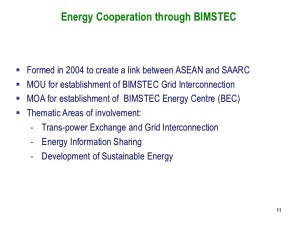 Energy Cooperation through BIMSTEC
▪ Formed in 2004 to create a link between ASEAN and SAARC
▪ MOU for establishment of BIMSTEC Grid Interconnection
▪ MOA for establishment of BIMSTEC Energy Centre (BEC)
▪ Thematic Areas of involvement:
- Trans-power Exchange and Grid Interconnection
- Energy Information Sharing
- Development of Sustainable Energy
11